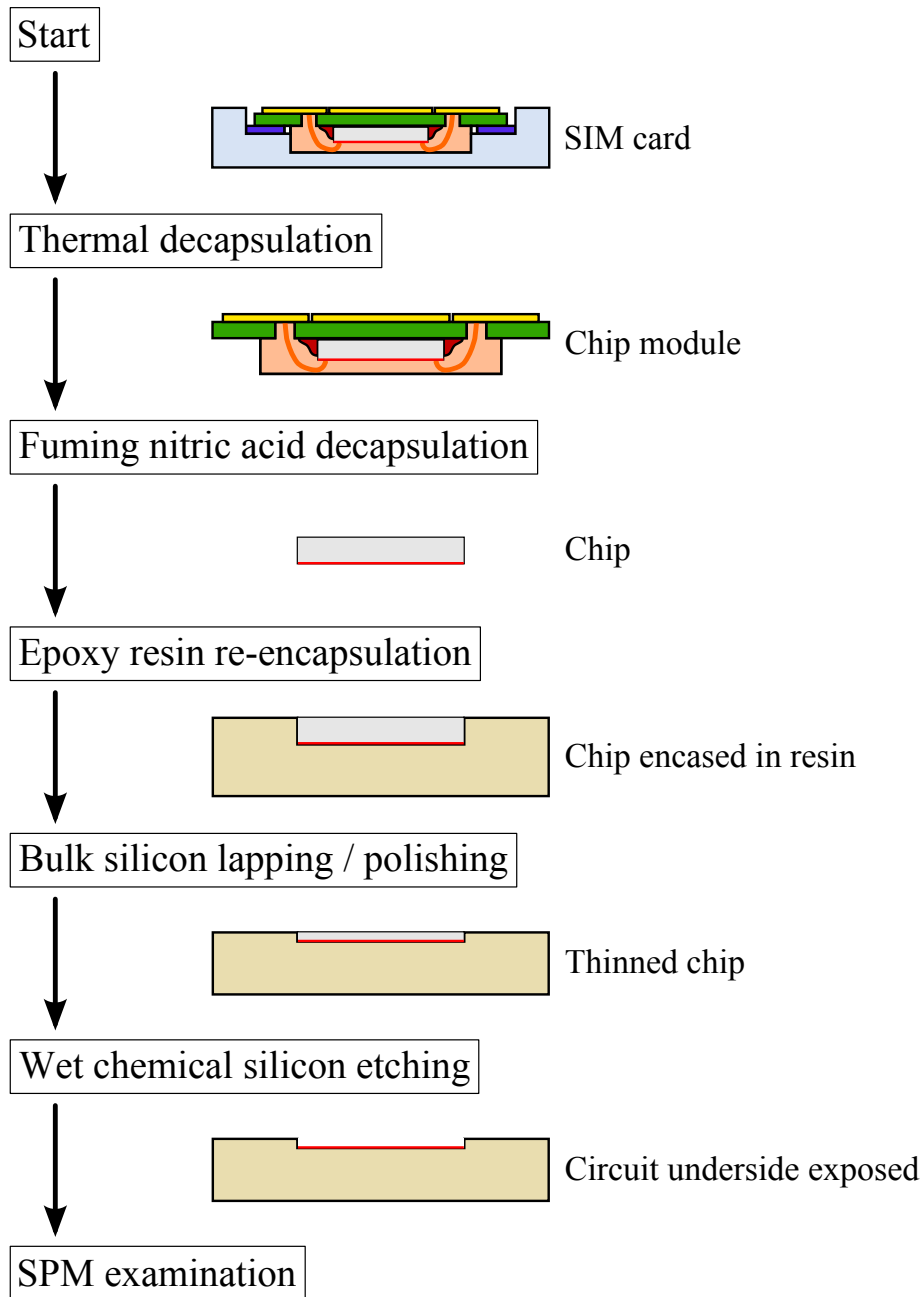 Start
SIM card
Thermal decapsulation
Chip module
Fuming nitric acid decapsulation
Chip
Epoxy resin re-encapsulation
Chip encased in resin
Bulk silicon lapping / polishing
Thinned chip
Wet chemical silicon etching
Circuit underside exposed
SPM examination